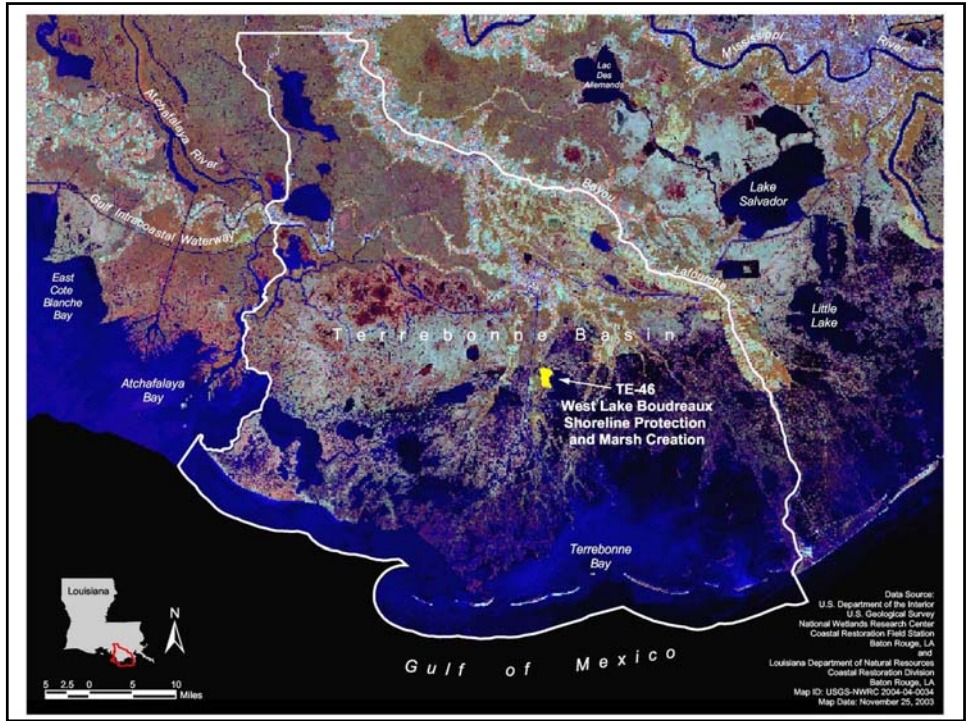 Mississippi
River
Lac
Des
Allemands
Atchafalaya
River
Bayou
Lake
Salvador
Gulf Intracoastal Waterway
East
Cote
Blanche
Bay
Lafourche
Little
Lake
Terrebonne Basin
Atchafalaya
Bay
TE-46
West Lake Boudreaux
Shoreline Protection
and Marsh Creation
Terrebonne
Bay
Louisiana
N
5 2.5 0 5 10
Miles
Gulf of Mexico
Data Source:
U.S. Department of the Interior
U.S. Geological Survey
National Wetlands Research Center
Coastal Restoration Field Station
Baton Rouge, LA
and
Louisiana Department of Natural Resources
Coastal Restoration Division
Baton Rouge, LA
Map ID: USGS-NWRC 2004-04-0034
Map Date: November 25, 2003